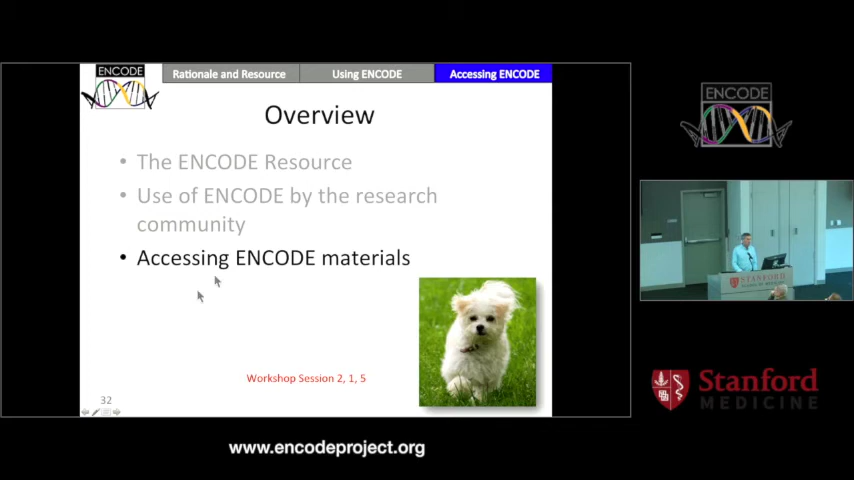 ENCODE
Rationale and Resource
Using ENCODE
Accessing ENCODE
Overview
• The ENCODE Resource
• Use of ENCODE by the research
community
• Accessing ENCODE materials
Workshop Session 2, 1, 5
32
ENCODE
STANFORD
Stanford
MEDICINE
www.encodeproject.org